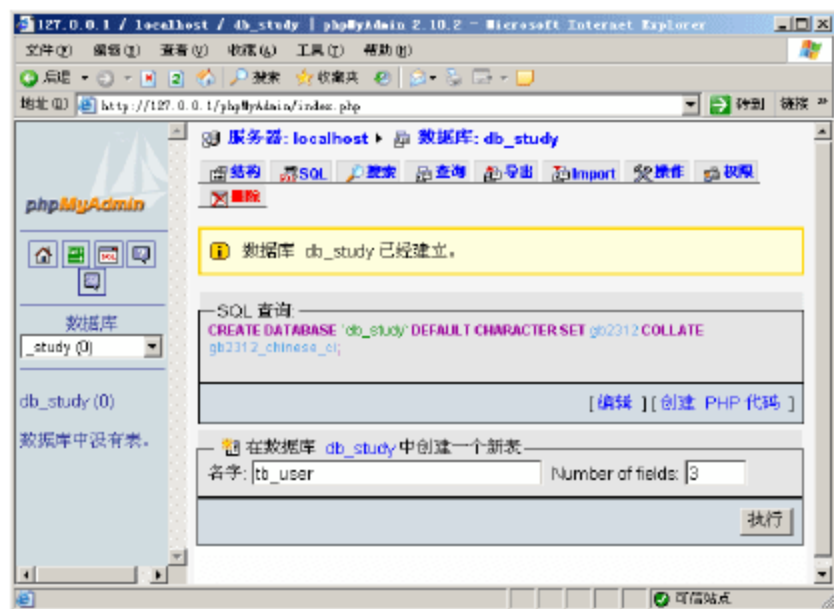 127.0.0.1 / localhost / db_study | phpMyAdmin 2.10.2 - Microsoft Internet Explorer
文件(F) 编辑(E) 查看(V) 收藏(A) 工具(T) 帮助(H)
后退 搜索 收藏夹
地址(D) http://127.0.0.1/phpMyAdmin/index.php 转到 链接 »
phpMyAdmin
数据库
_study (0)
db_study (0)
数据库中没有表。
服务器: localhost ▸ 数据库: db_study
结构 SQL 搜索 查询 导出 Import 操作 权限
删除
数据库 db_study 已经建立。
SQL 查询:
CREATE DATABASE `db_study` DEFAULT CHARACTER SET gb2312 COLLATE
gb2312_chinese_ci;
[ 编辑 ] [ 创建 PHP 代码 ]
在数据库 db_study 中创建一个新表
名字: tb_user Number of fields: 3
执行
可信站点